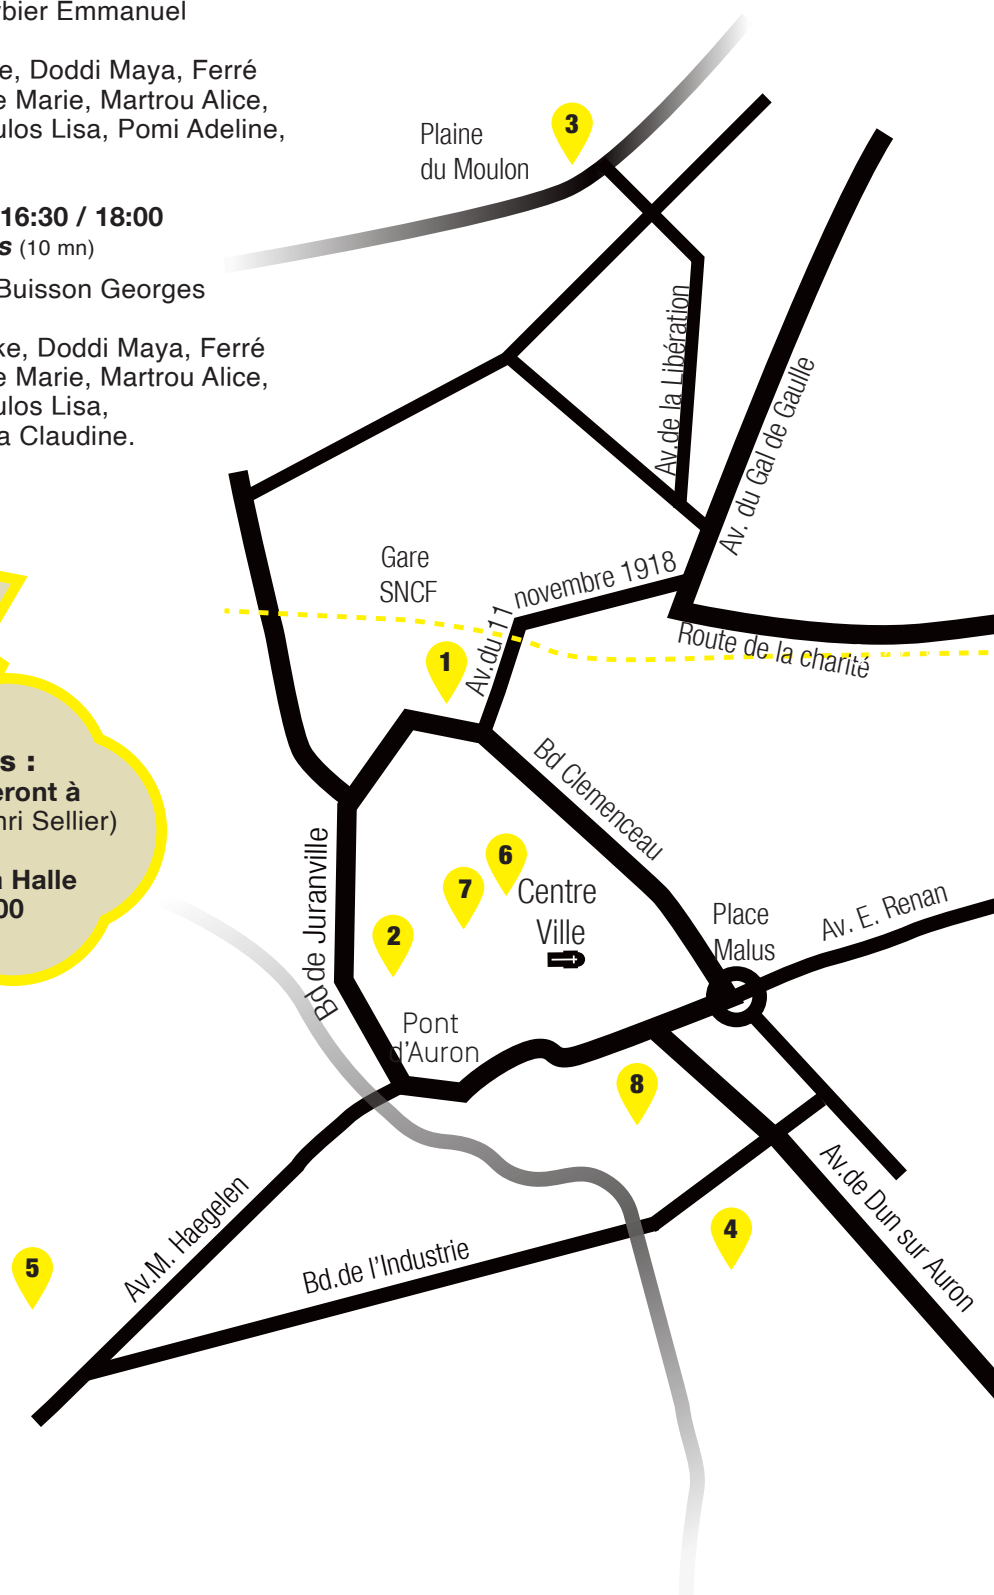 bier Emmanuel
e, Doddi Maya, Ferré
e Marie, Martrou Alice,
ulos Lisa, Pomi Adeline,
16:30 / 18:00
s (10 mn)
Buisson Georges
ke, Doddi Maya, Ferré
e Marie, Martrou Alice,
ulos Lisa,
a Claudine.
s :
eront à
nri Sellier)
a Halle
00
Plaine
du Moulon
3
Av.de la Libération
Av. du Gal de Gaulle
Gare
SNCF
Av.du 11 novembre 1918
Route de la charité
1
Bd Clemenceau
Bd de Juranville
6
7
Centre
Ville
2
Place
Malus
Av. E. Renan
Pont
d'Auron
8
Av.de Dun sur Auron
Av.M. Haegelen
Bd.de l'Industrie
4
5